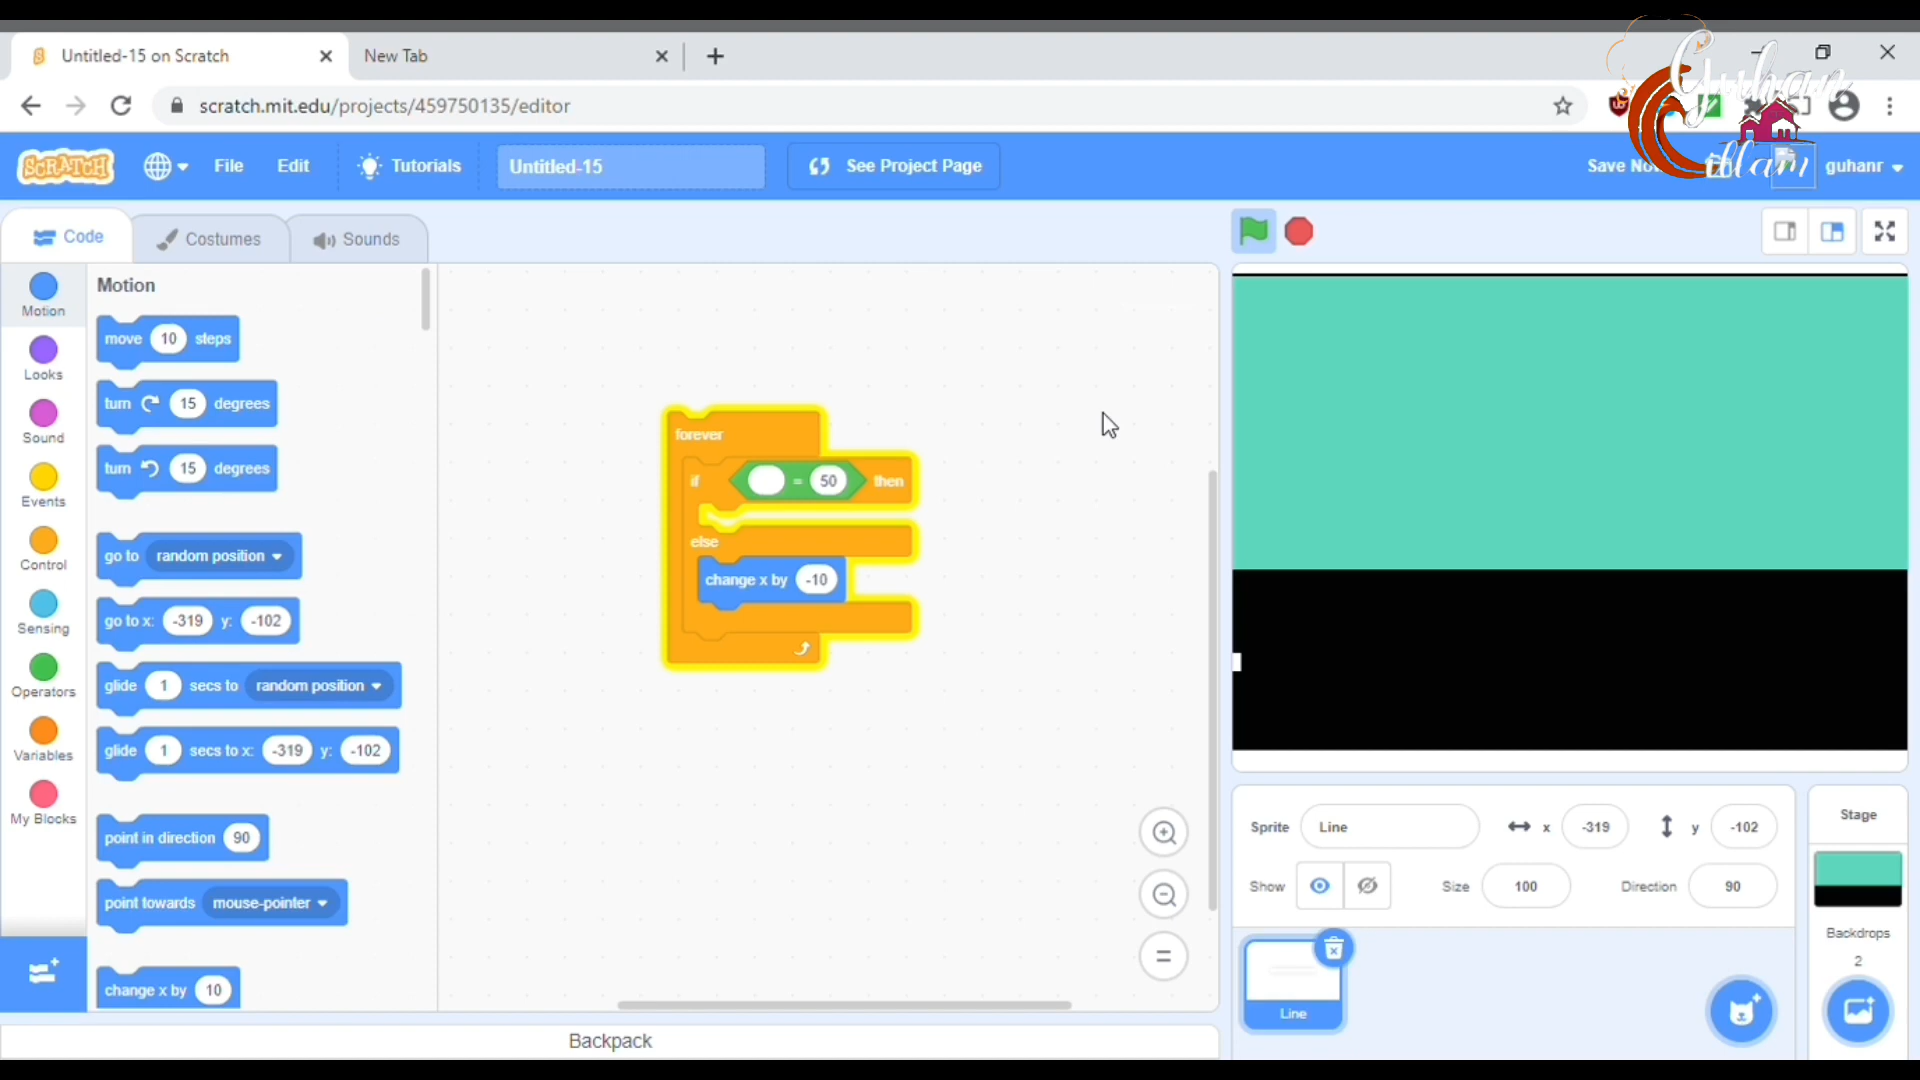 Untitled-15 on Scratch
New Tab
scratch.mit.edu/projects/459750135/editor
Guhan
illam
SCRATCH
File
Edit
Tutorials
Untitled-15
See Project Page
Save Now
guhanr
Code
Costumes
Sounds
Motion
Looks
Sound
Events
Control
Sensing
Operators
Variables
My Blocks
Motion
move 10 steps
turn 15 degrees
turn 15 degrees
go to random position
go to x: -319 y: -102
glide 1 secs to random position
glide 1 secs to x: -319 y: -102
point in direction 90
point towards mouse-pointer
change x by 10
forever
if = 50 then
else
change x by -10
Backpack
Sprite Line x -319 y -102
Show Size 100 Direction 90
Line
Stage
Backdrops
2